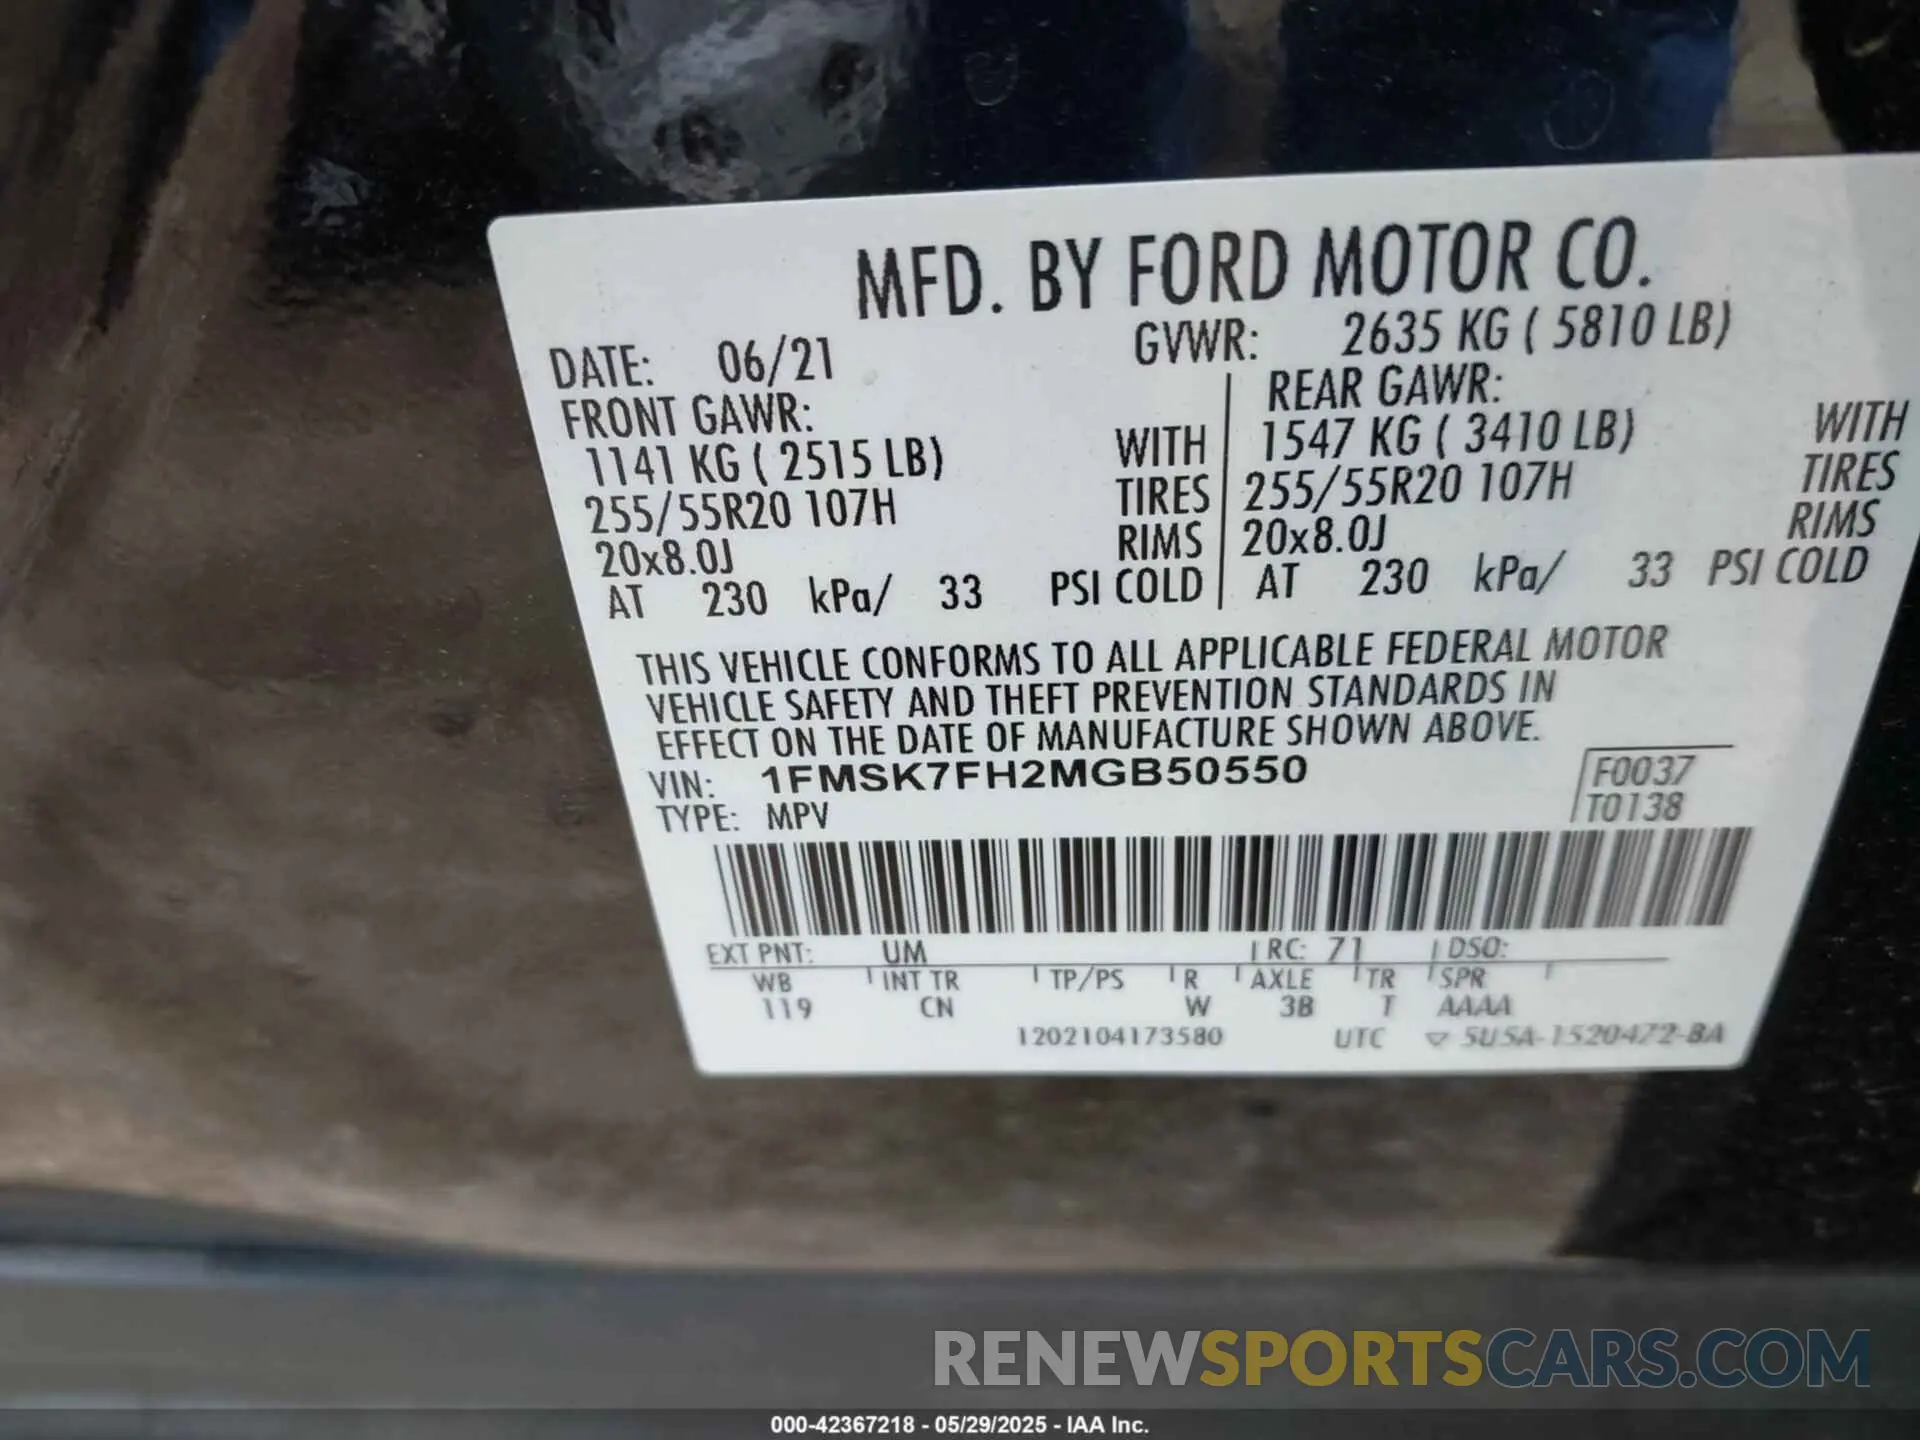 MFD. BY FORD MOTOR CO.
DATE: 06/21 GVWR: 2635 KG ( 5810 LB)
FRONT GAWR: REAR GAWR:
1141 KG ( 2515 LB) WITH 1547 KG ( 3410 LB) WITH
255/55R20 107H TIRES 255/55R20 107H TIRES
20x8.0J RIMS 20x8.0J RIMS
AT 230 kPa/ 33 PSI COLD AT 230 kPa/ 33 PSI COLD
THIS VEHICLE CONFORMS TO ALL APPLICABLE FEDERAL MOTOR
VEHICLE SAFETY AND THEFT PREVENTION STANDARDS IN
EFFECT ON THE DATE OF MANUFACTURE SHOWN ABOVE.
VIN: 1FMSK7FH2MGB50550 F0037
TYPE: MPV T0138
EXT PNT: UM RC: 71 DSO:
WB INT TR TP/PS R AXLE TR SPR
119 CN W 3B T AAAA
1202104173580 UTC ▽ 5U5A-1520472-BA
RENEWSPORTSCARS.COM
000-42367218 - 05/29/2025 - IAA Inc.